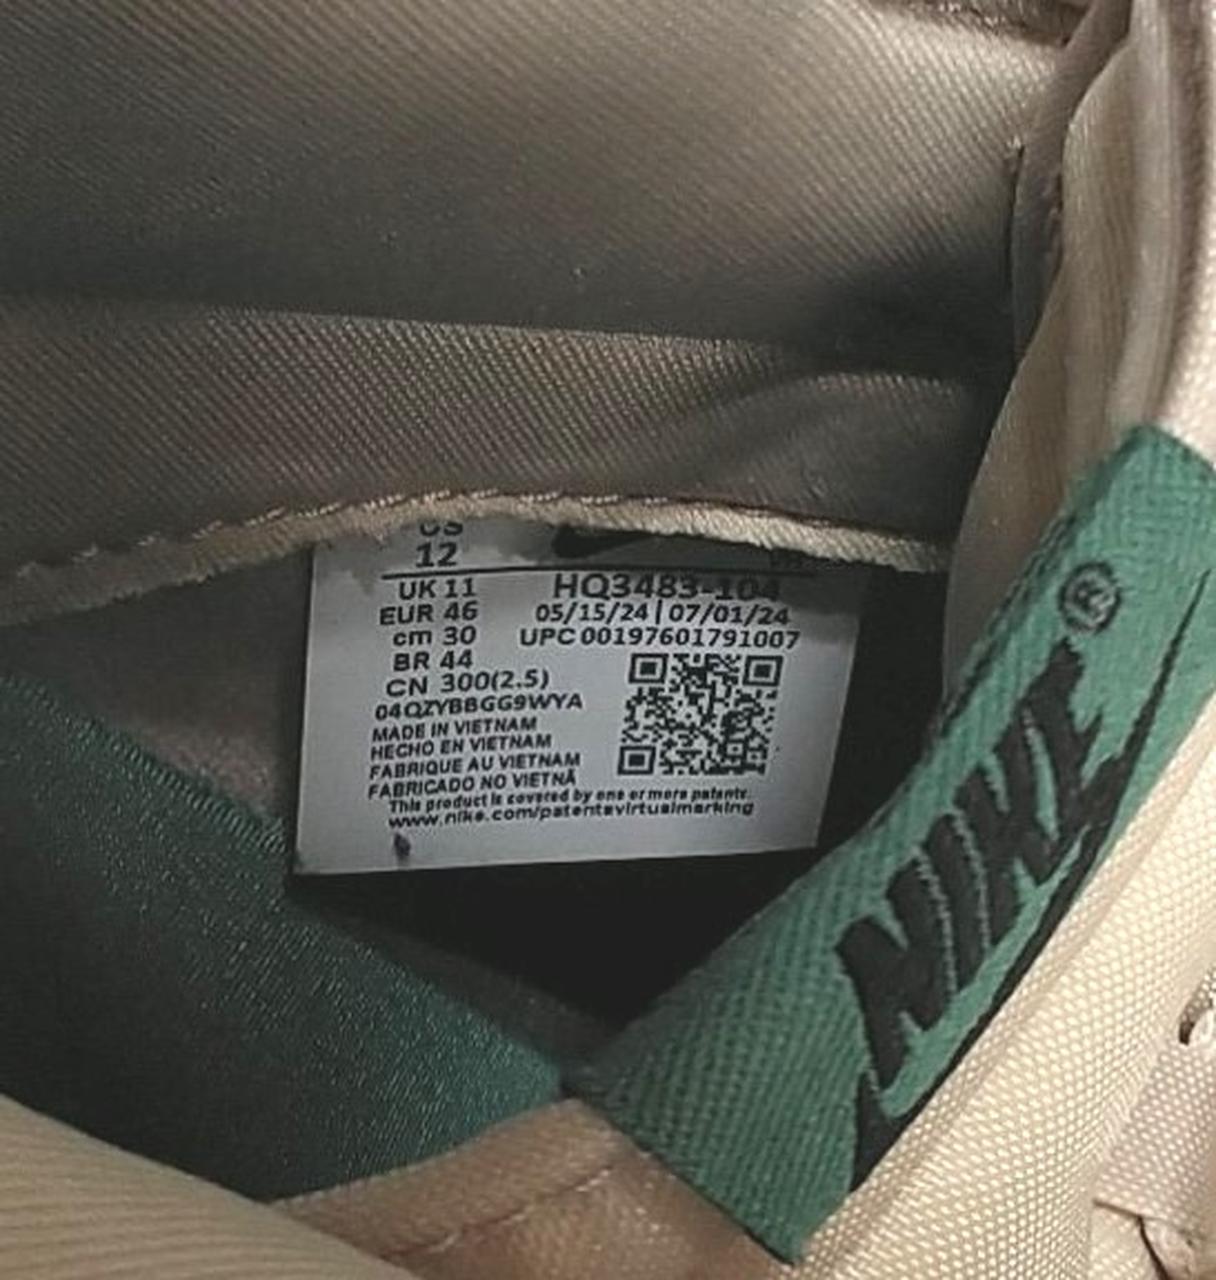 US
12
UK 11
EUR 46
cm 30
BR 44
CN 300(2.5)
HQ3483-104
05/15/24 | 07/01/24
UPC 00197601791007
04QZYBBGG9WYA
MADE IN VIETNAM
HECHO EN VIETNAM
FABRIQUE AU VIETNAM
FABRICADO NO VIETNÃ
This product is covered by one or more patents.
www.nike.com/patentsvirtualmarking
NIKE®